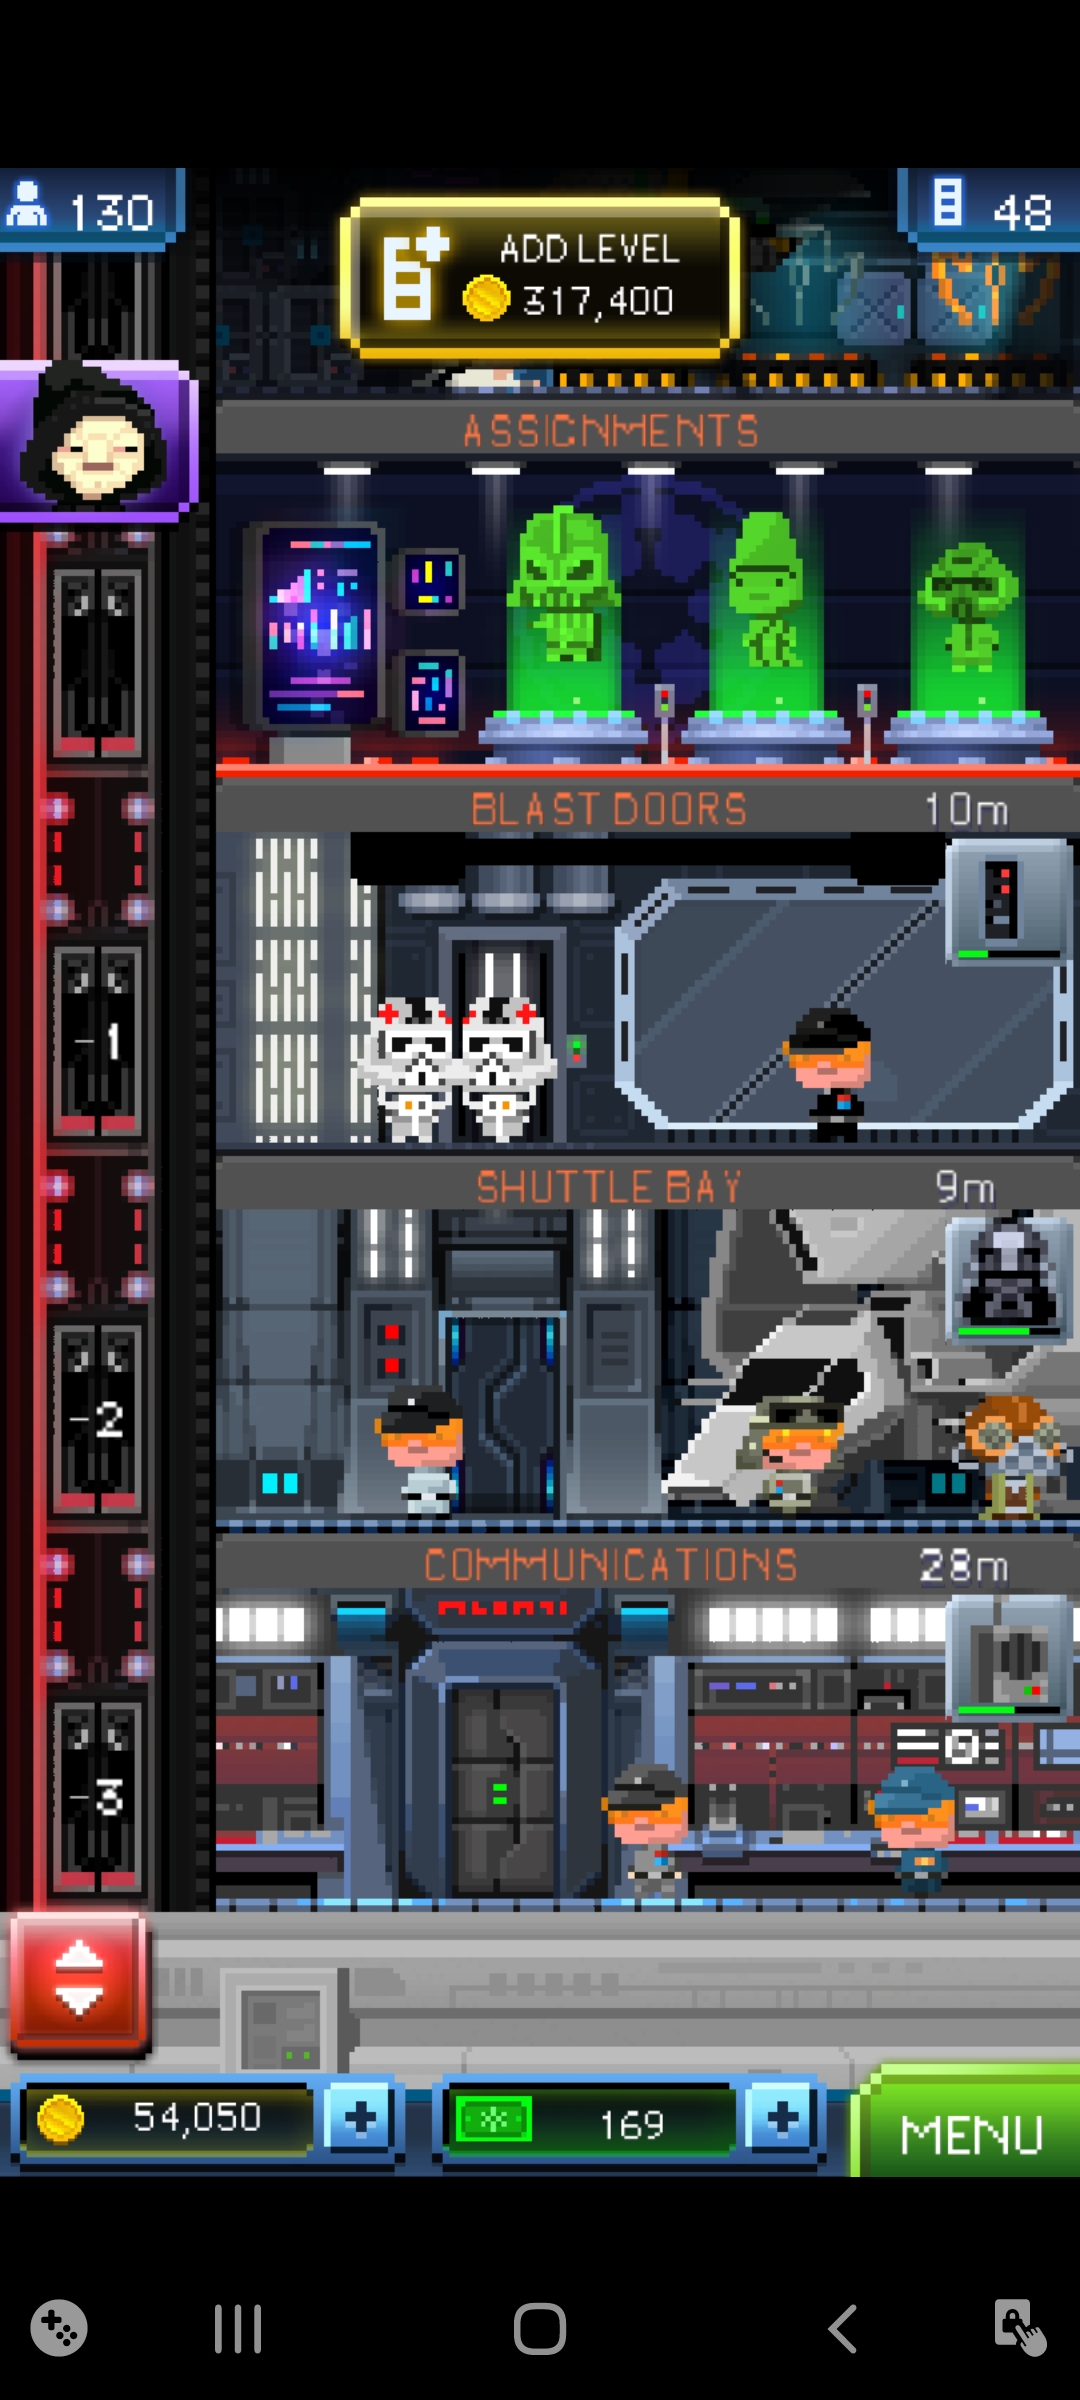 130
48
ADD LEVEL
317,400
ASSIGNMENTS
BLAST DOORS 10m
-1
SHUTTLE BAY 9m
-2
COMMUNICATIONS 28m
-3
54,050
169
MENU